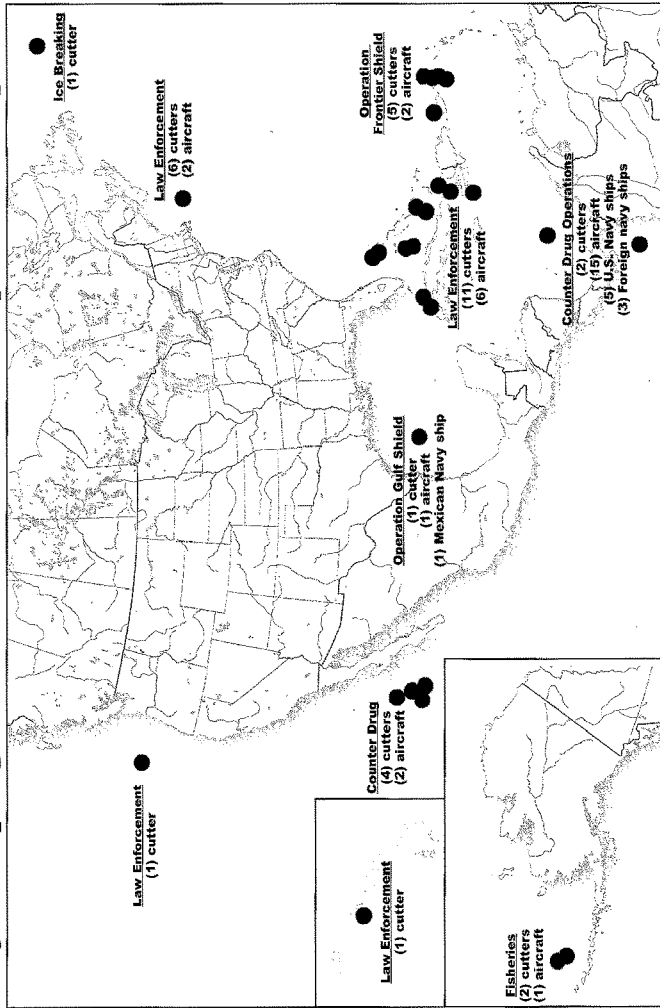 Ice Breaking
(1) cutter
Law Enforcement
(6) cutters
(2) aircraft
Operation
Frontier Shield
(5) cutters
(2) aircraft
Law Enforcement
(11) cutters
(6) aircraft
Counter Drug Operations
(2) cutters
(15) aircraft
(5) U.S. Navy ships
(3) Foreign navy ships
Operation Gulf Shield
(1) cutter
(1) aircraft
(1) Mexican Navy ship
Law Enforcement
(1) cutter
Counter Drug
(4) cutters
(2) aircraft
Law Enforcement
(1) cutter
Fisheries
(2) cutters
(1) aircraft